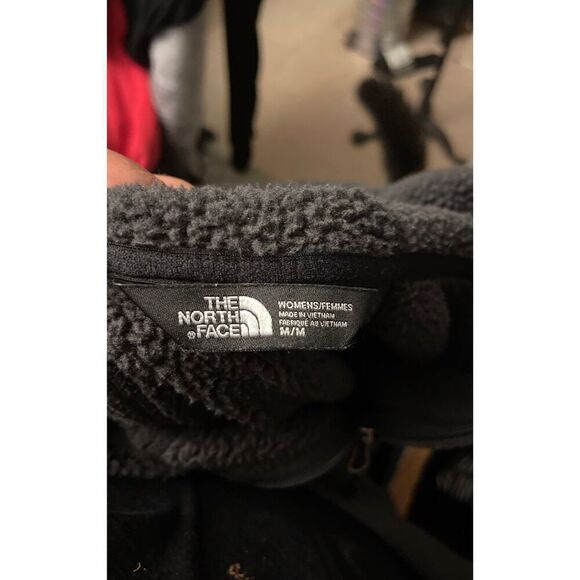 THE
NORTH
®FACE
WOMENS/FEMMES
MADE IN VIETNAM
FABRIQUÉ AU VIETNAM
M/M